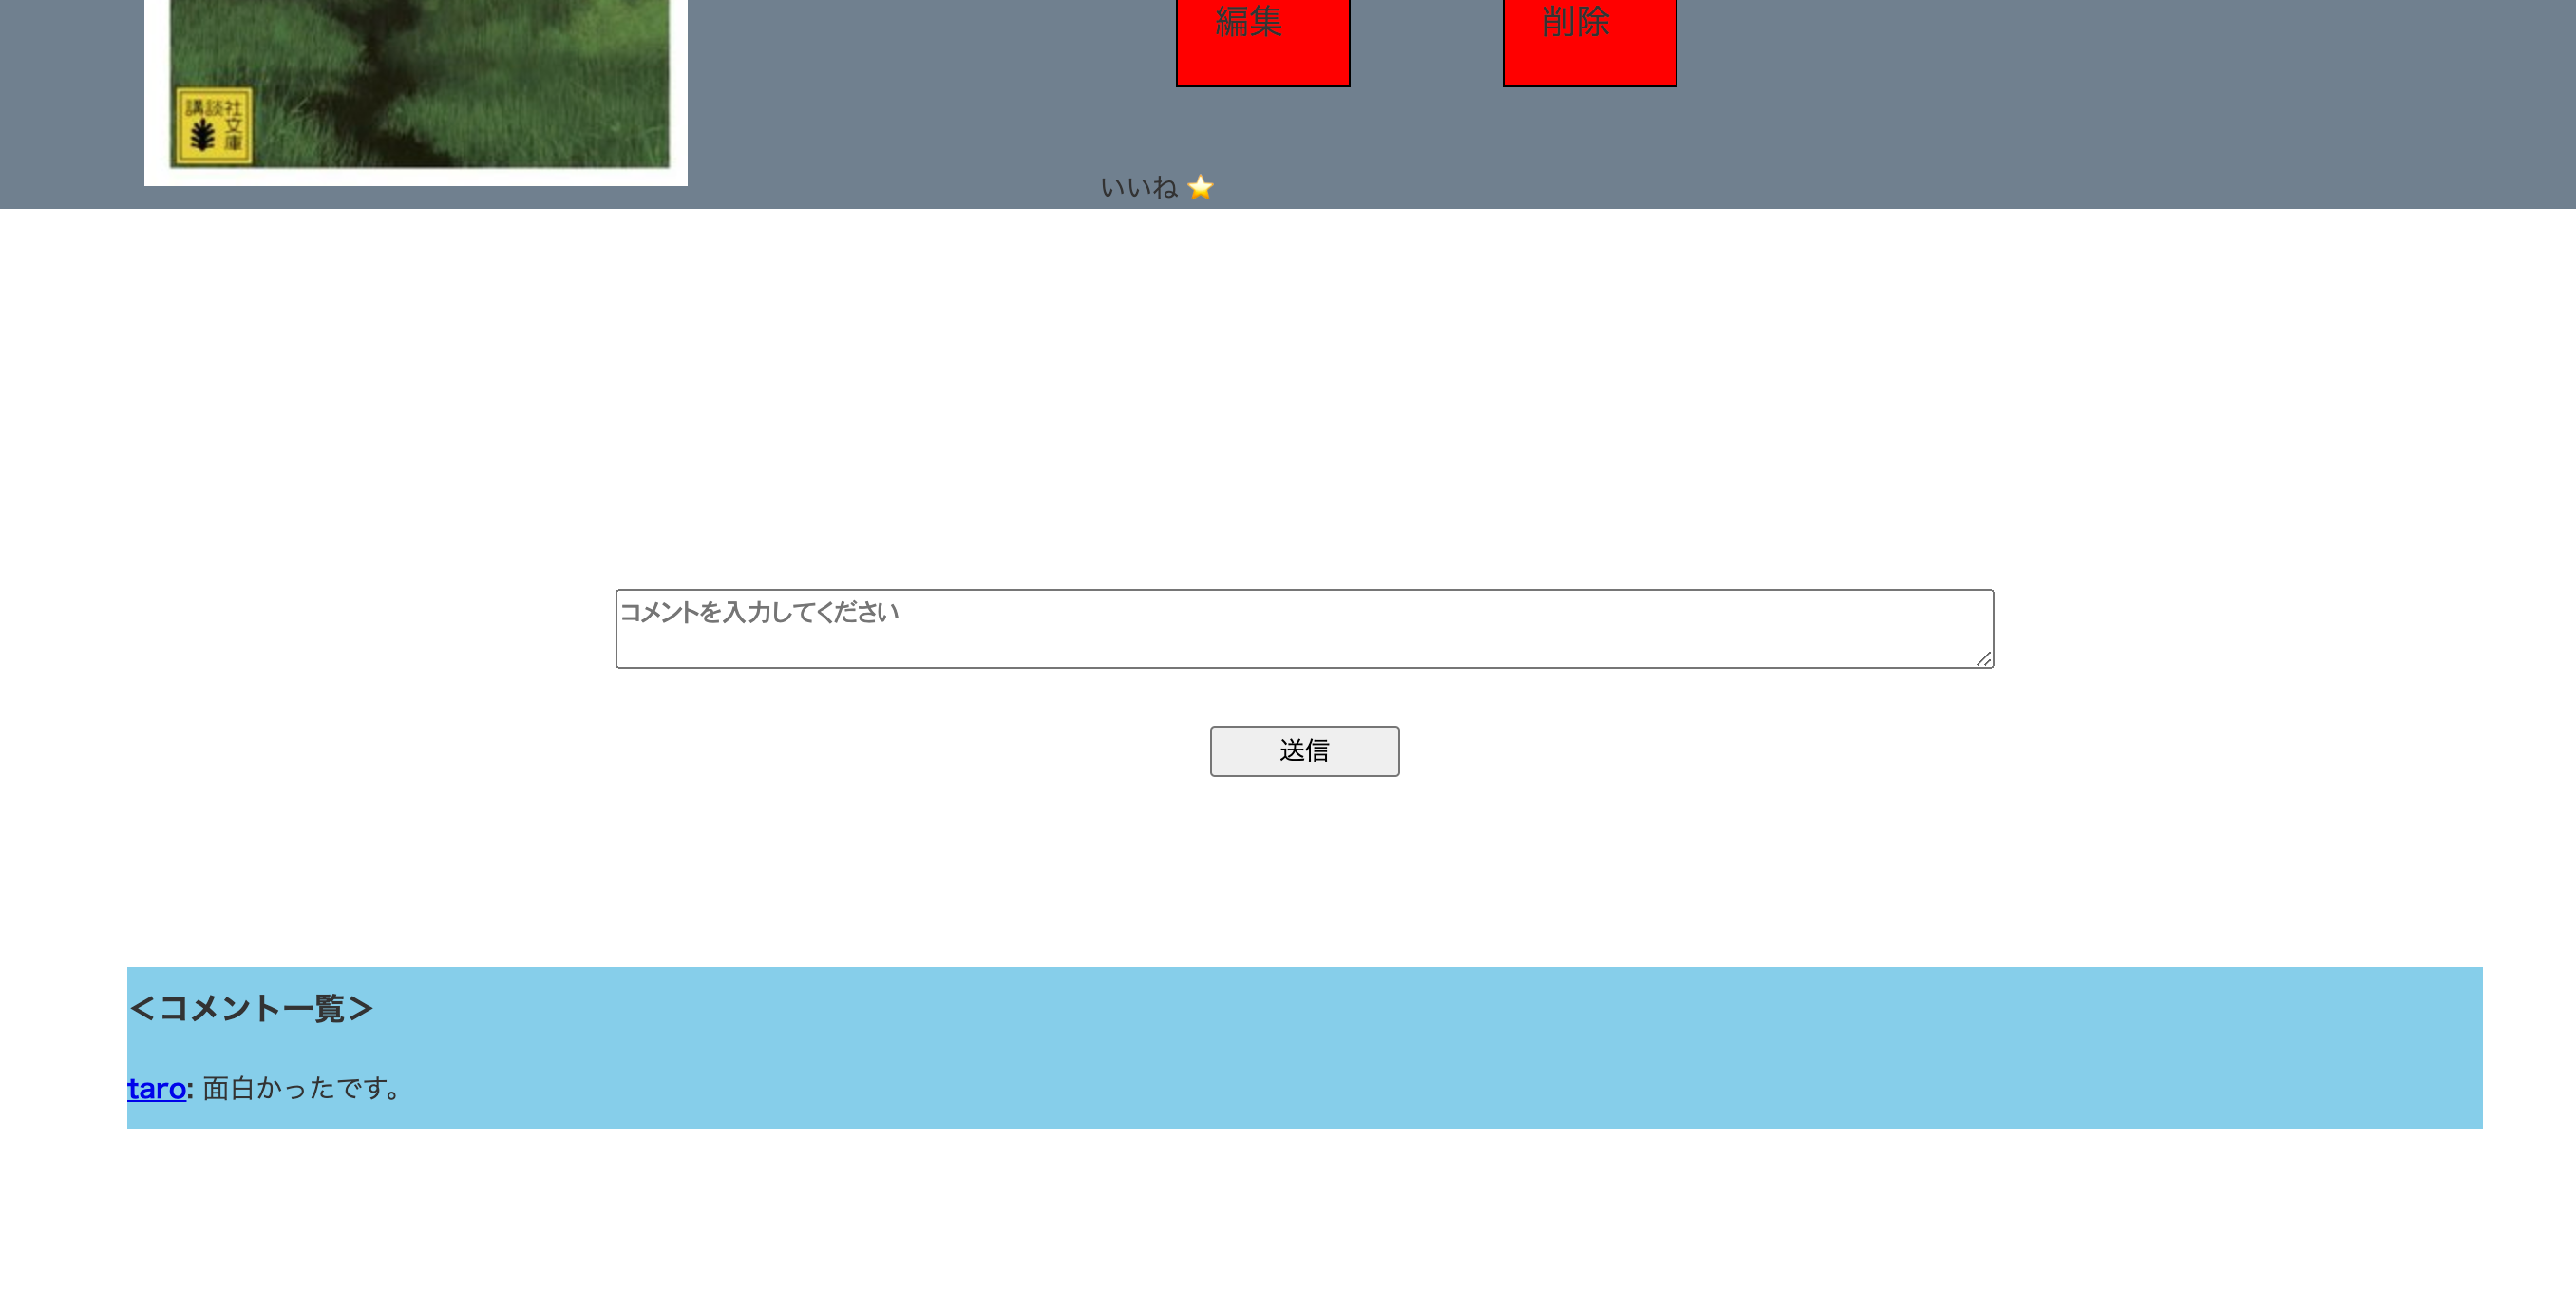 編集
削除
講談社
文庫
いいね ⭐
コメントを入力してください
送信
＜コメント一覧＞
taro: 面白かったです。